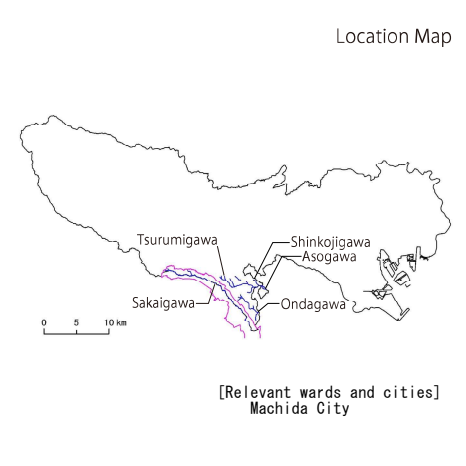 Location Map
Tsurumigawa
Shinkojigawa
Asogawa
Sakaigawa
Ondagawa
0 5 10 km
[Relevant wards and cities]
Machida City